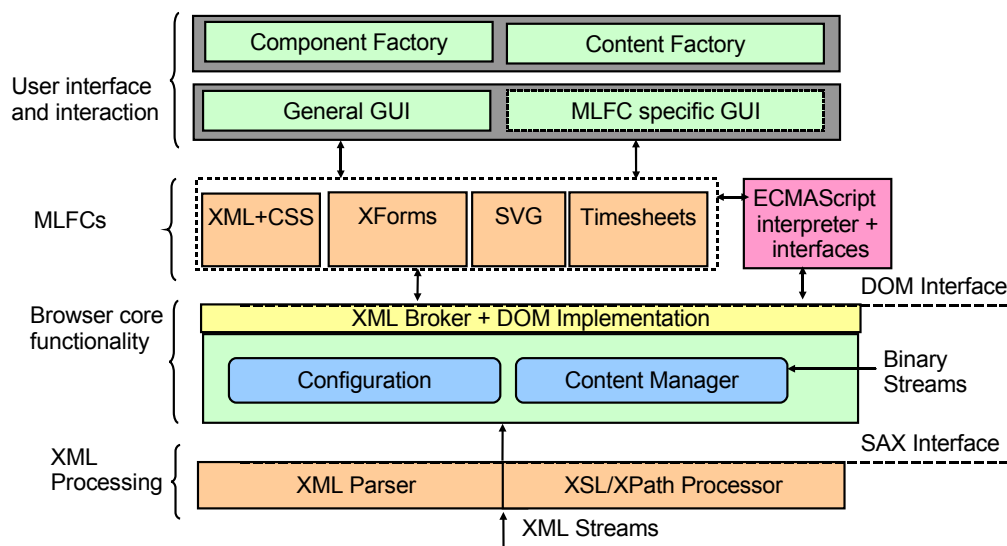 Component Factory
Content Factory
User interface
and interaction
General GUI
MLFC specific GUI
MLFCs
XML+CSS
XForms
SVG
Timesheets
ECMAScript
interpreter +
interfaces
DOM Interface
Browser core
functionality
XML Broker + DOM Implementation
Configuration
Content Manager
Binary
Streams
SAX Interface
XML
Processing
XML Parser
XSL/XPath Processor
XML Streams